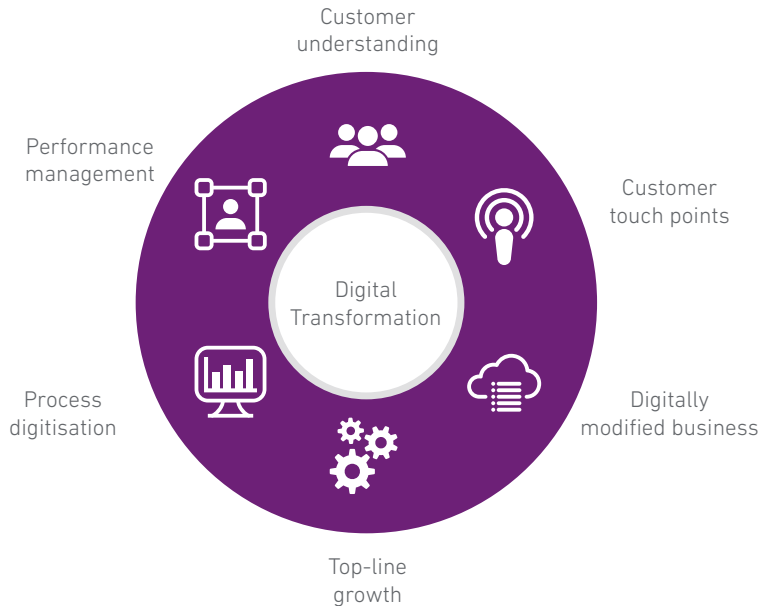 Customer
understanding
Performance
management
Customer
touch points
Digital
Transformation
Process
digitisation
Digitally
modified business
Top-line
growth